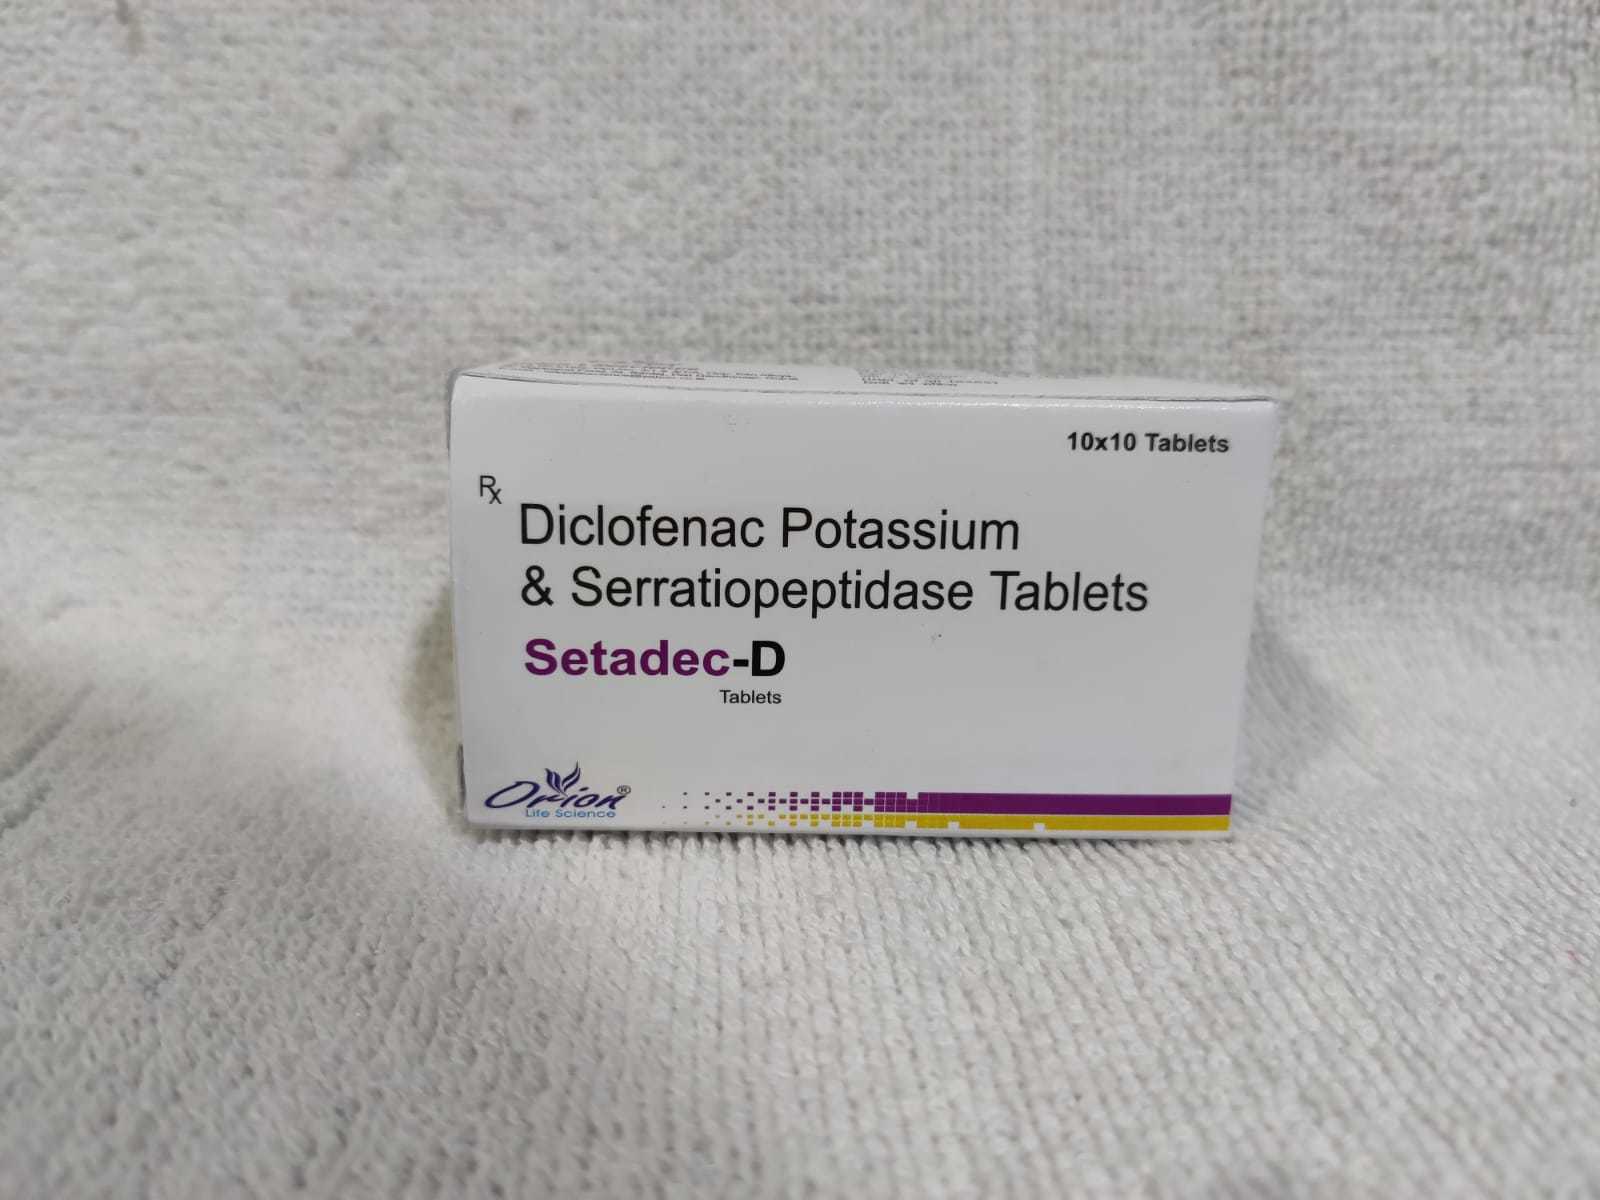 10x10 Tablets
Rx
Diclofenac Potassium
& Serratiopeptidase Tablets
Setadec-D
Tablets
Orion®
Life Science